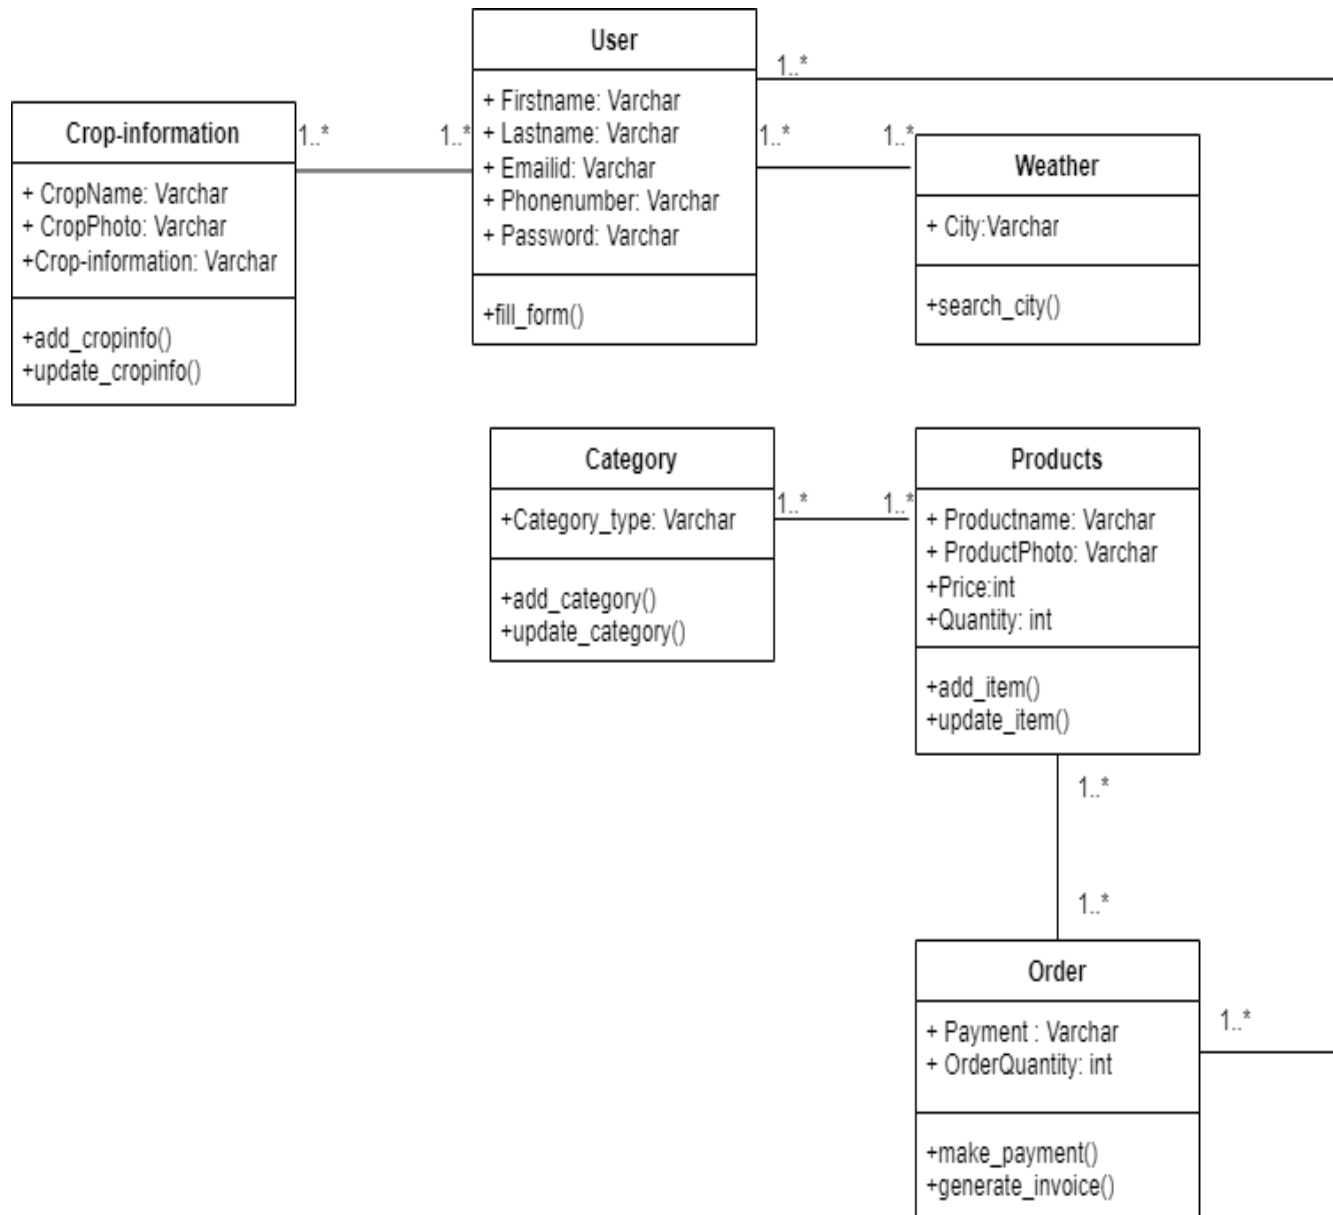 User
+ Firstname: Varchar
+ Lastname: Varchar
+ Emailid: Varchar
+ Phonenumber: Varchar
+ Password: Varchar
+fill_form()
1..*
Crop-information
+ CropName: Varchar
+ CropPhoto: Varchar
+Crop-information: Varchar
+add_cropinfo()
+update_cropinfo()
1..*
1..*
1..*
1..*
Weather
+ City:Varchar
+search_city()
Category
+Category_type: Varchar
+add_category()
+update_category()
1..*
1..*
Products
+ Productname: Varchar
+ ProductPhoto: Varchar
+Price:int
+Quantity: int
+add_item()
+update_item()
1..*
1..*
Order
+ Payment : Varchar
+ OrderQuantity: int
+make_payment()
+generate_invoice()
1..*